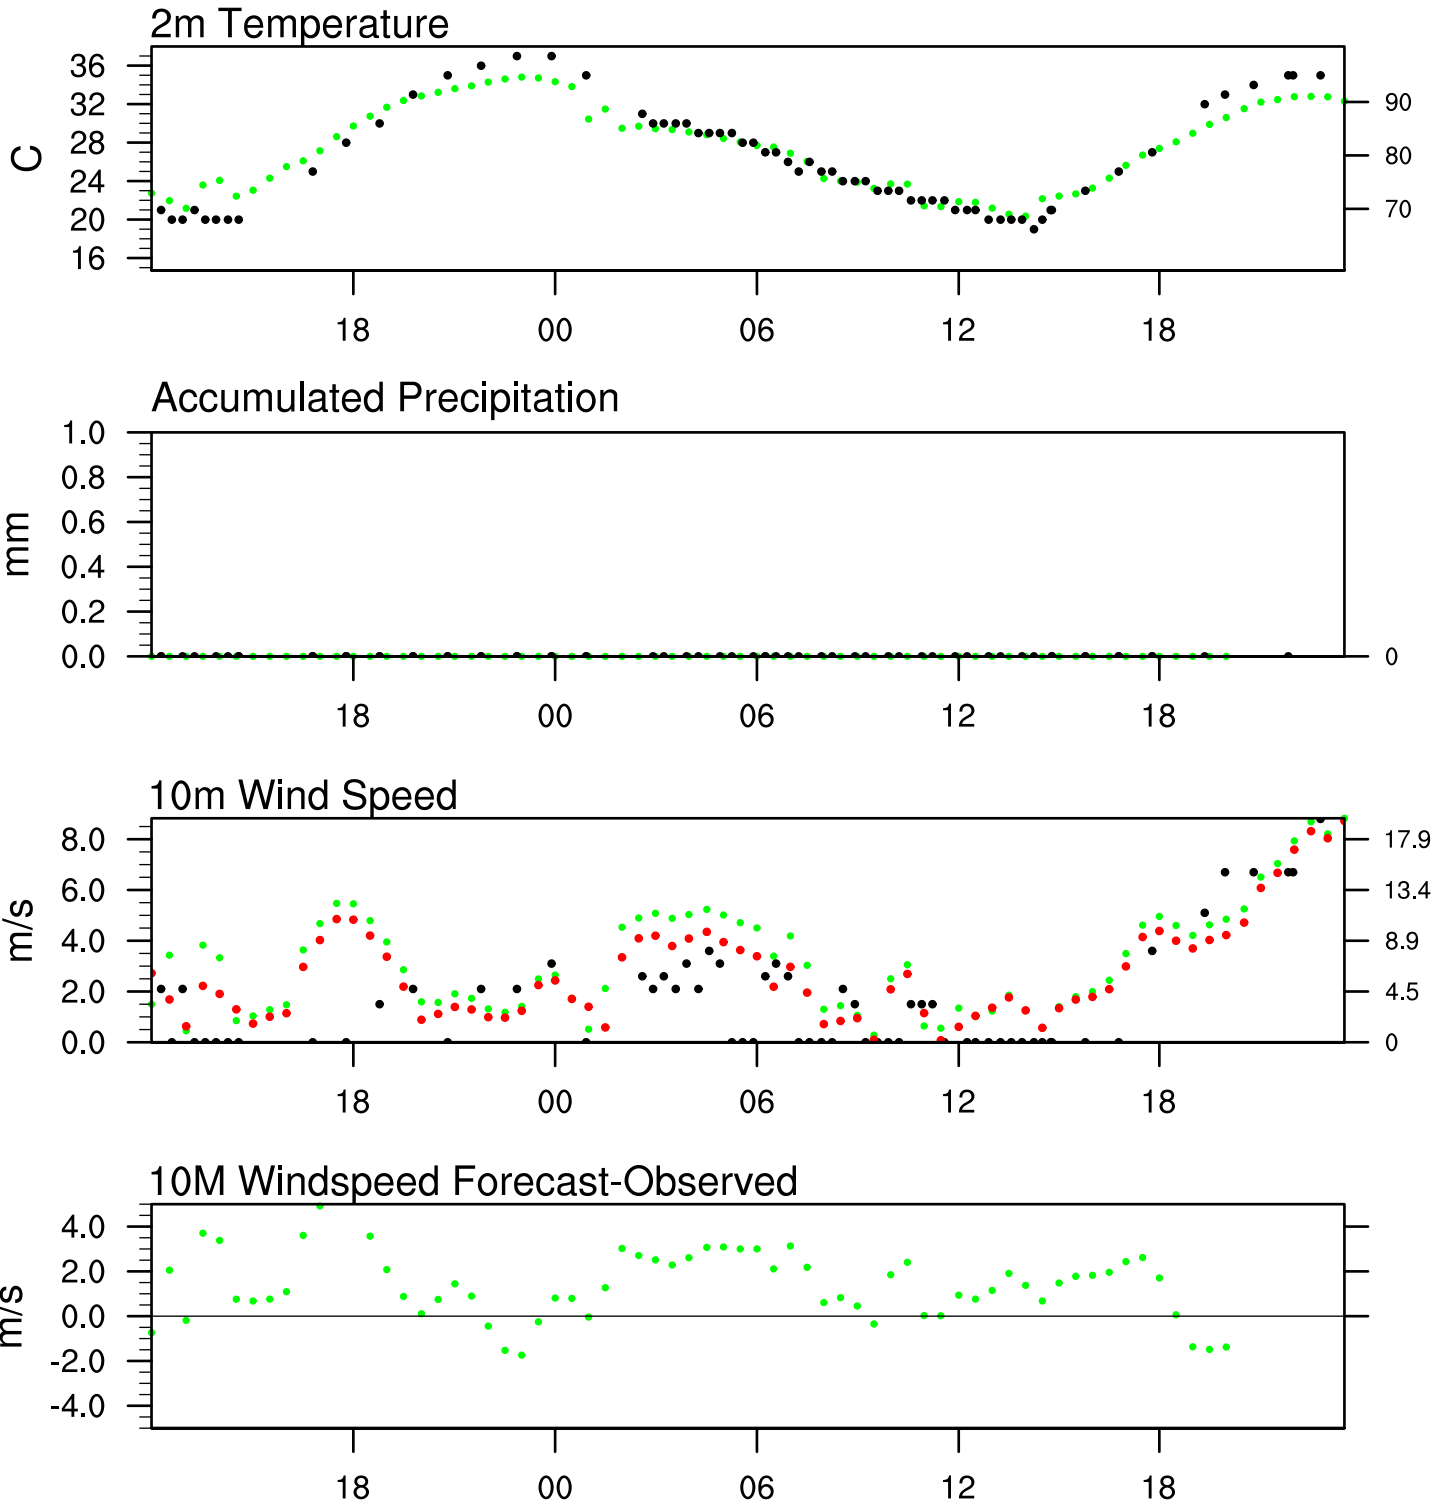 2m Temperature
36
32
28
24
20
16
C
90
80
70
18 00 06 12 18
Accumulated Precipitation
1.0
0.8
0.6
0.4
0.2
0.0
mm
0
18 00 06 12 18
10m Wind Speed
8.0
6.0
4.0
2.0
0.0
m/s
17.9
13.4
8.9
4.5
0
18 00 06 12 18
10M Windspeed Forecast-Observed
4.0
2.0
0.0
-2.0
-4.0
m/s
18 00 06 12 18